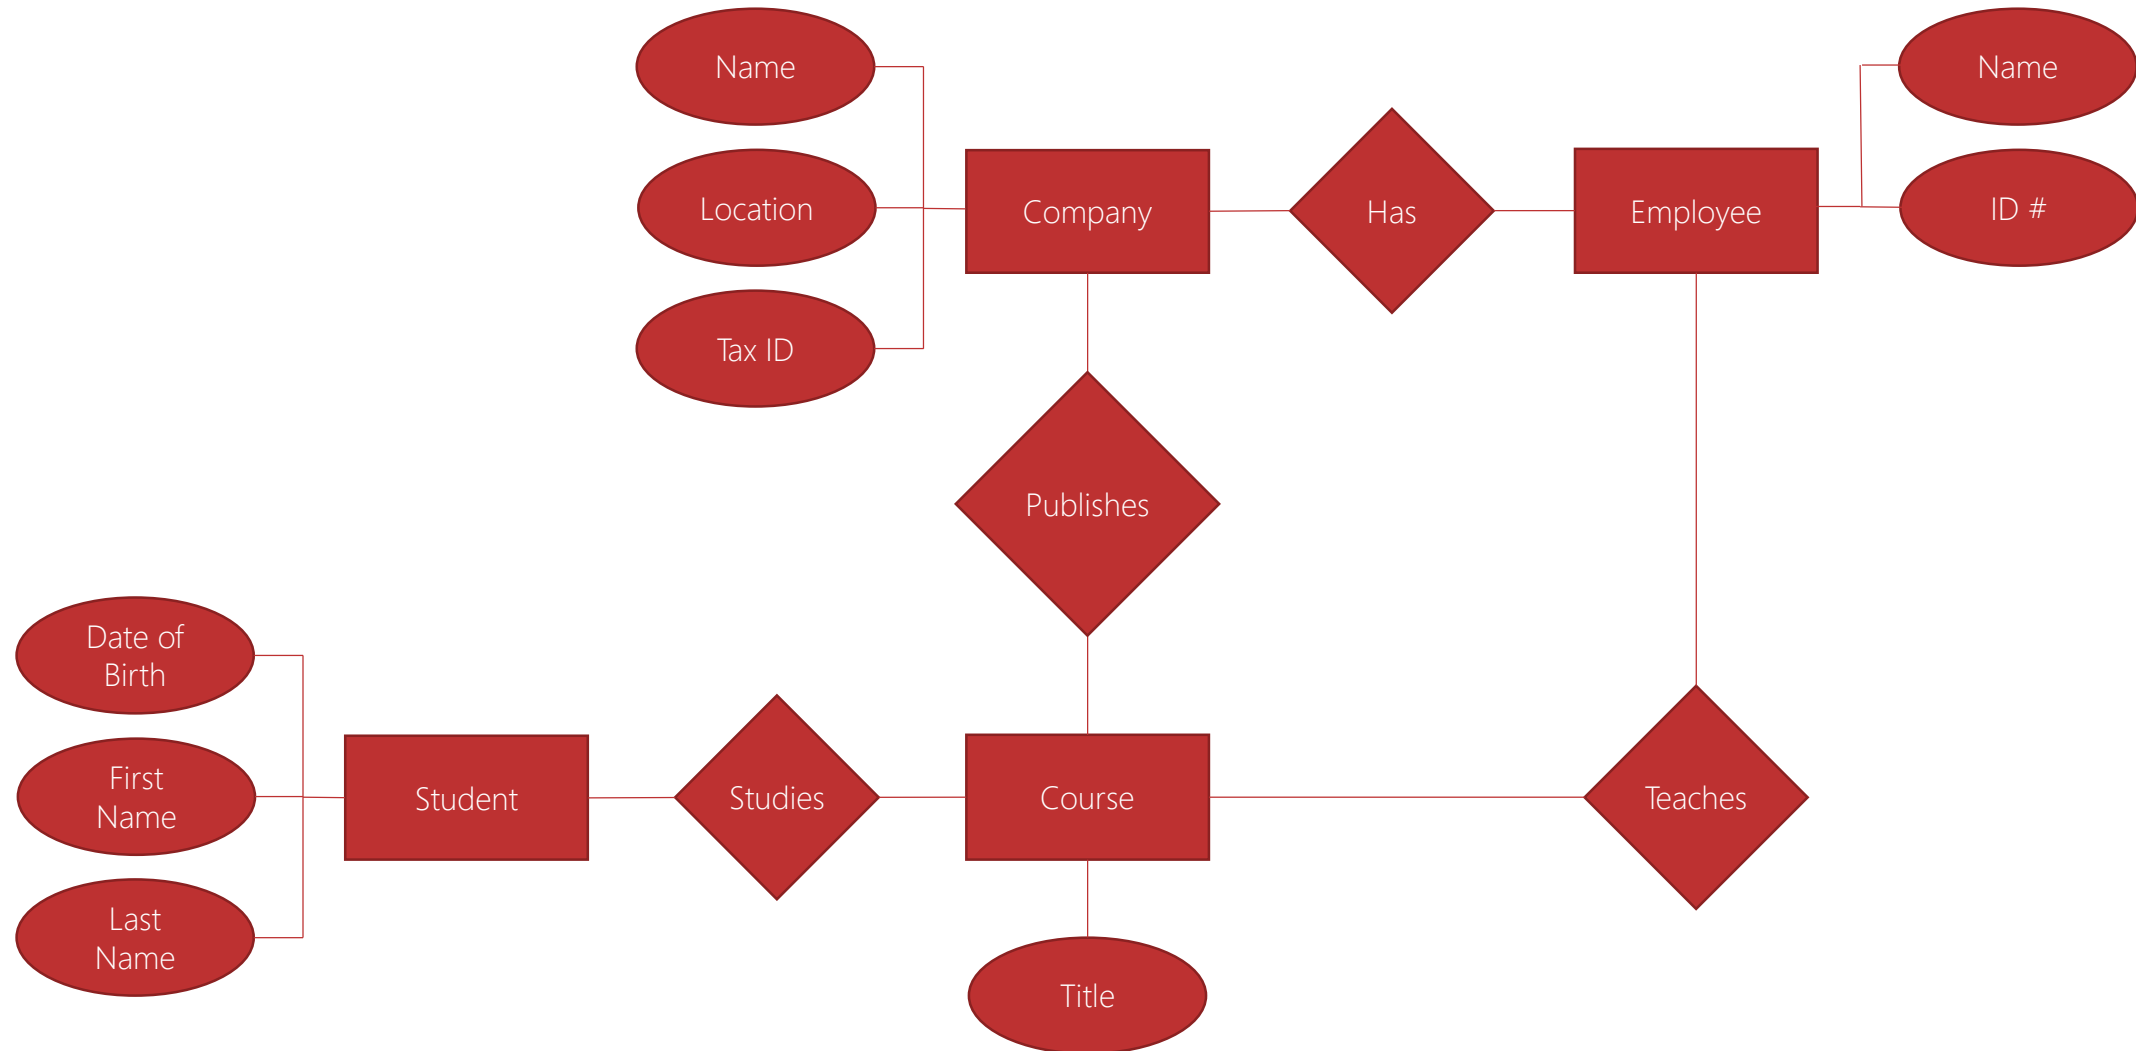 Name
Name
Location
Company
Has
Employee
ID #
Tax ID
Publishes
Date of
Birth
First
Name
Student
Studies
Course
Teaches
Last
Name
Title